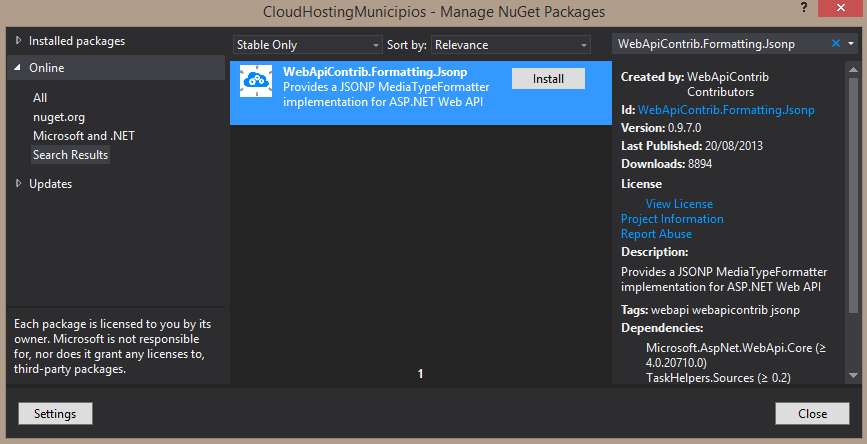 CloudHostingMunicipios - Manage NuGet Packages
?
Installed packages
Online
All
nuget.org
Microsoft and .NET
Search Results
Updates
Each package is licensed to you by its
owner. Microsoft is not responsible
for, nor does it grant any licenses to,
third-party packages.
Stable Only
Sort by:
Relevance
WebApiContrib.Formatting.Jsonp
Provides a JSONP MediaTypeFormatter
implementation for ASP.NET Web API
Install
1
WebApiContrib.Formatting.Jsonp
Created by: WebApiContrib
Contributors
Id: WebApiContrib.Formatting.Jsonp
Version: 0.9.7.0
Last Published: 20/08/2013
Downloads: 8894
License
View License
Project Information
Report Abuse
Description:
Provides a JSONP MediaTypeFormatter
implementation for ASP.NET Web API
Tags: webapi webapicontrib jsonp
Dependencies:
Microsoft.AspNet.WebApi.Core (≥
4.0.20710.0)
TaskHelpers.Sources (≥ 0.2)
Settings
Close